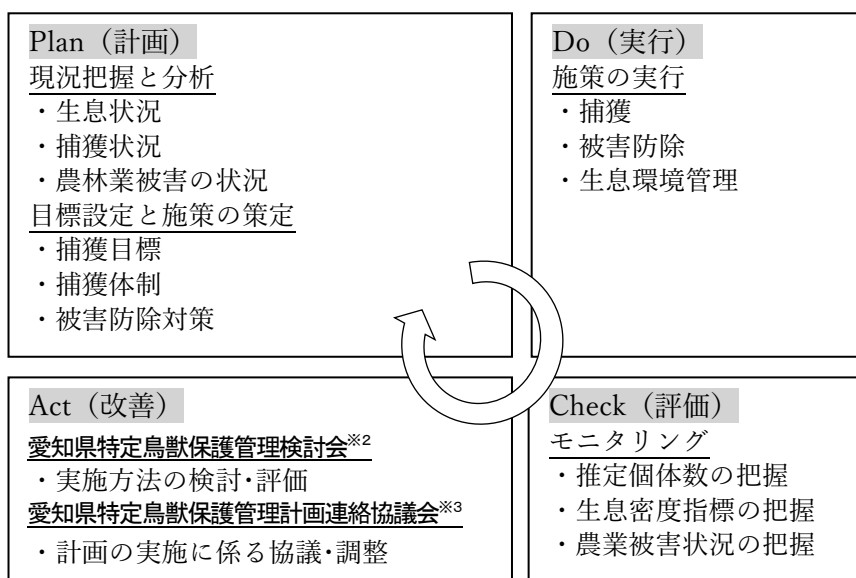 Plan（計画）
現況把握と分析
・生息状況
・捕獲状況
・農林業被害の状況
目標設定と施策の策定
・捕獲目標
・捕獲体制
・被害防除対策
Do（実行）
施策の実行
・捕獲
・被害防除
・生息環境管理
Act（改善）
愛知県特定鳥獣保護管理検討会※2
・実施方法の検討･評価
愛知県特定鳥獣保護管理計画連絡協議会※3
・計画の実施に係る協議･調整
Check（評価）
モニタリング
・推定個体数の把握
・生息密度指標の把握
・農業被害状況の把握